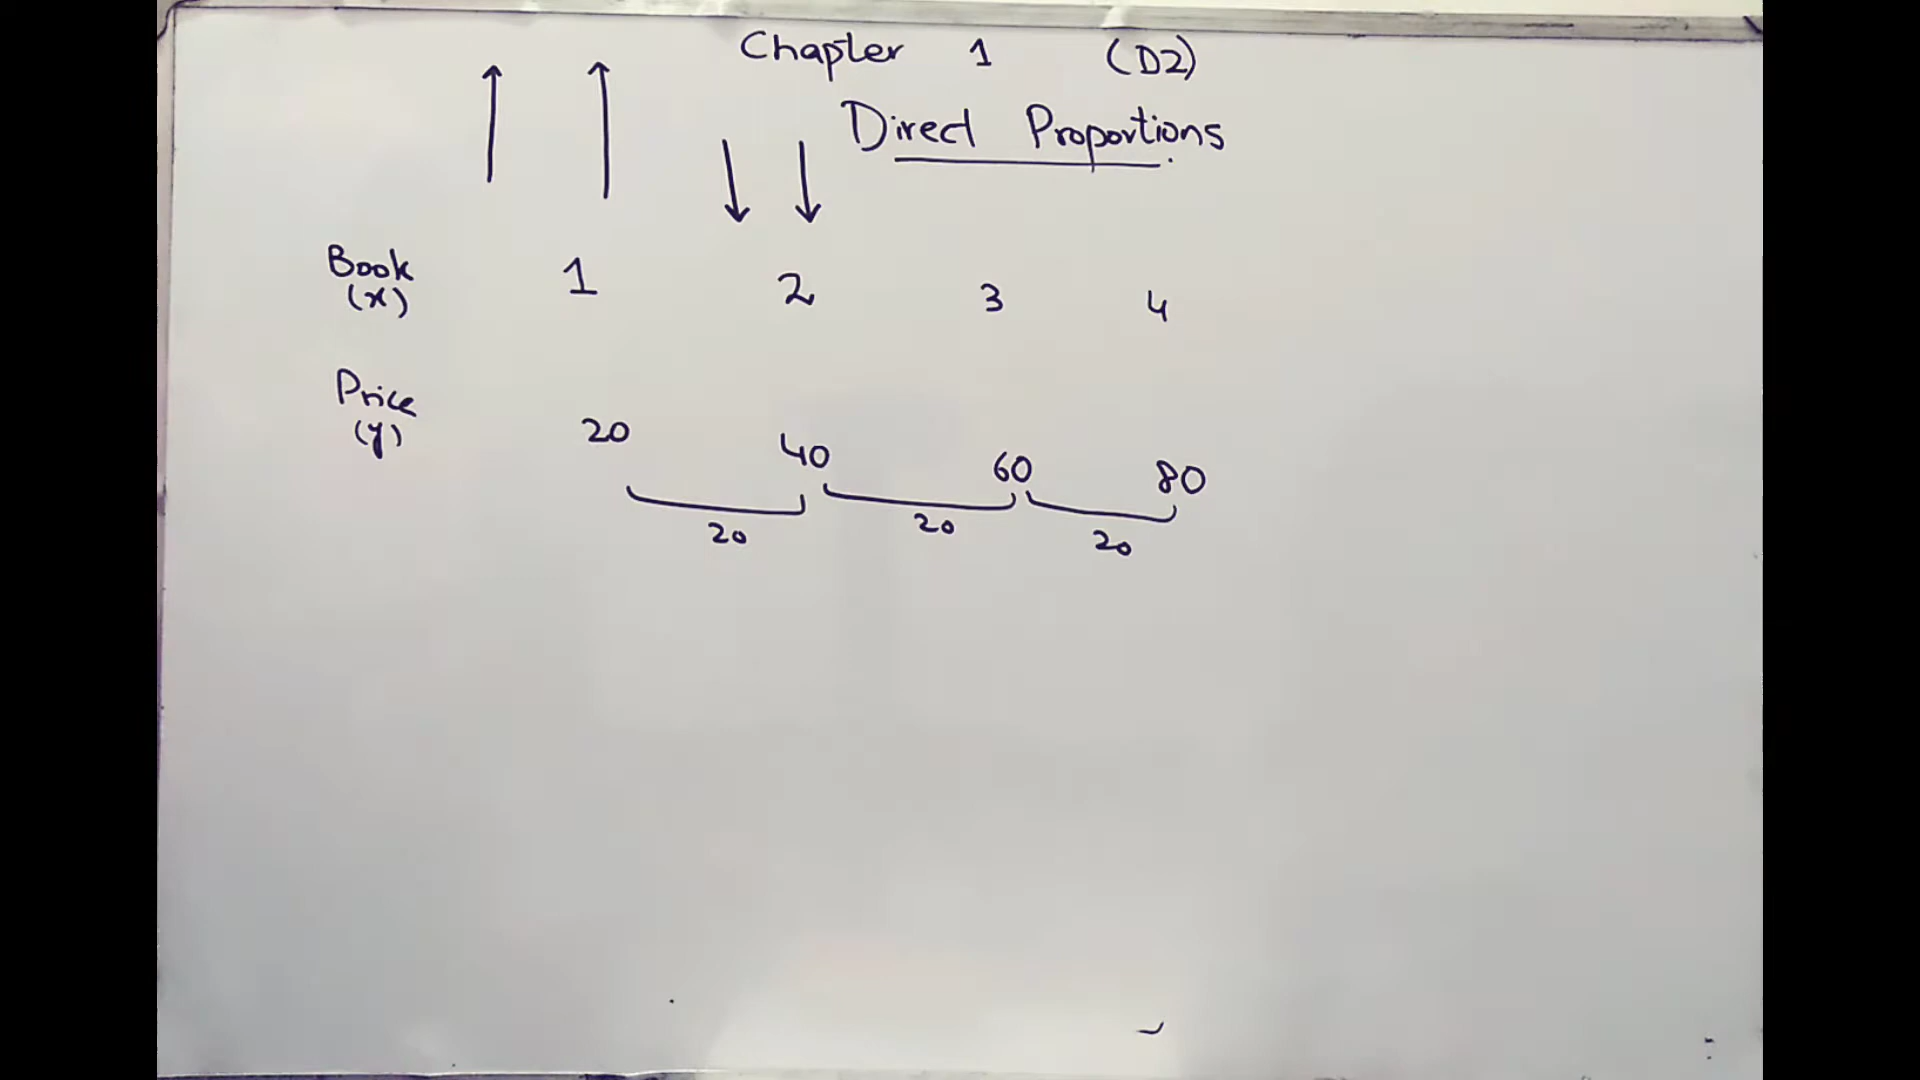 Chapter 1 (D2)
Direct Proportions
Book 1 2 3 4
(x)
Price
(y) 20 40 60 80
20 20 20